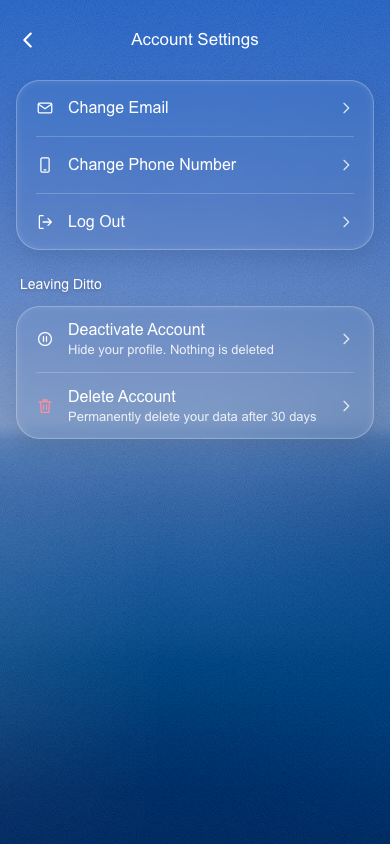 Account Settings
Change Email
Change Phone Number
Log Out
Leaving Ditto
Deactivate Account
Hide your profile. Nothing is deleted
Delete Account
Permanently delete your data after 30 days